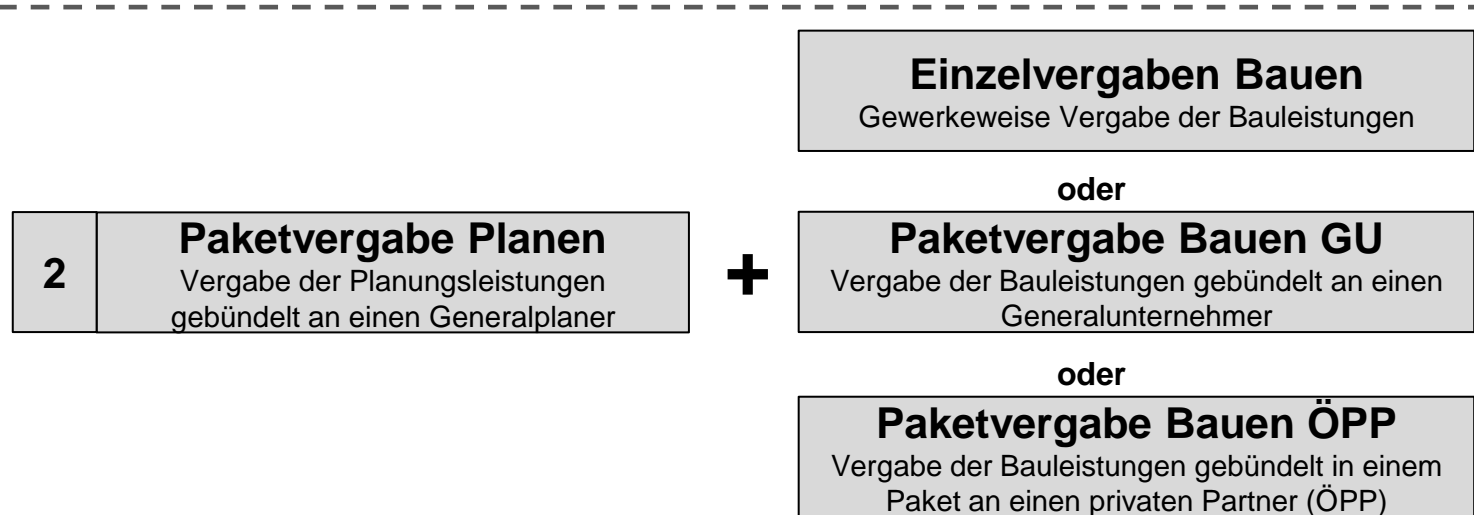 Einzelvergaben Bauen
Gewerkeweise Vergabe der Bauleistungen
oder
2
Paketvergabe Planen
Vergabe der Planungsleistungen
gebündelt an einen Generalplaner
+
Paketvergabe Bauen GU
Vergabe der Bauleistungen gebündelt an einen
Generalunternehmer
oder
Paketvergabe Bauen ÖPP
Vergabe der Bauleistungen gebündelt in einem
Paket an einen privaten Partner (ÖPP)